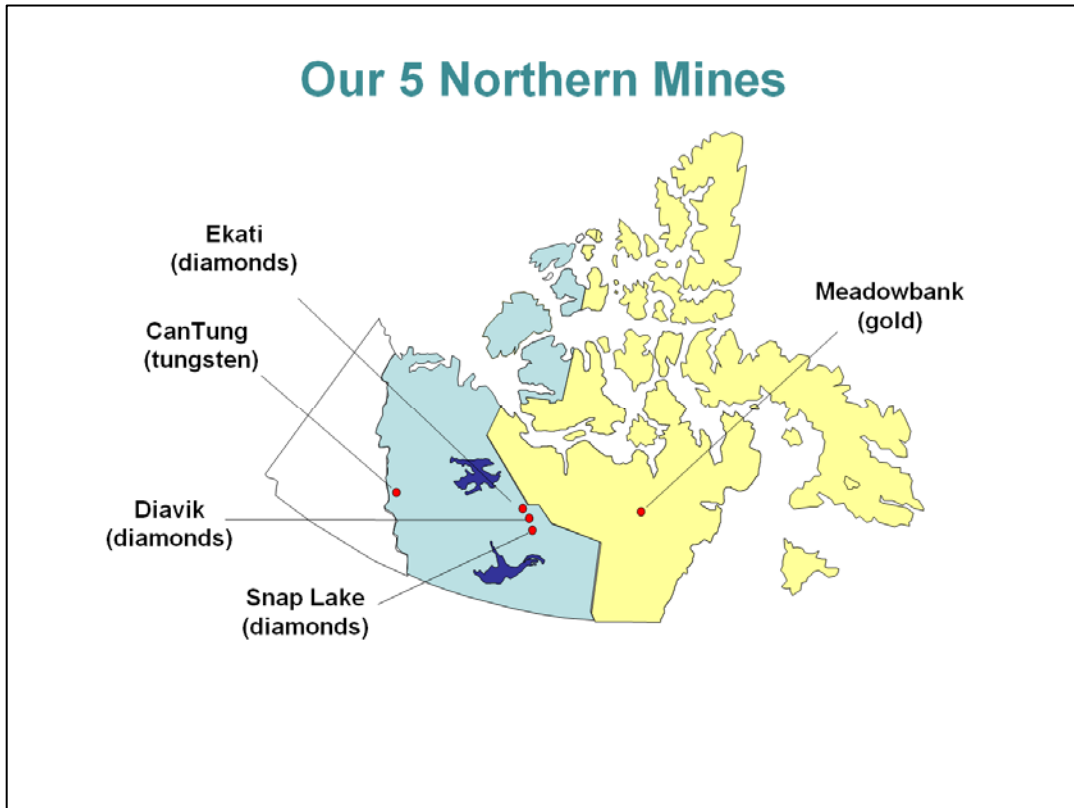 Our 5 Northern Mines
Ekati
(diamonds)
CanTung
(tungsten)
Diavik
(diamonds)
Snap Lake
(diamonds)
Meadowbank
(gold)